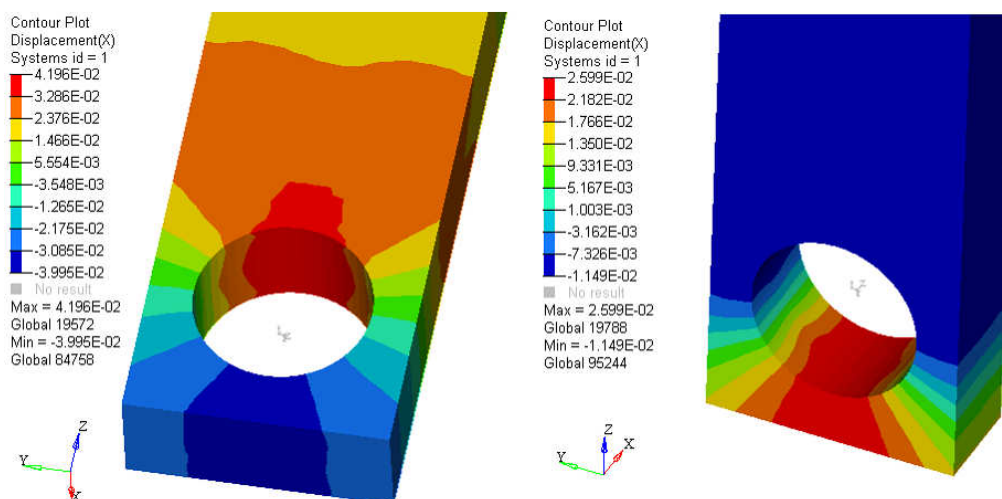 Contour Plot
Displacement(X)
Systems id = 1
4.196E-02
3.286E-02
2.376E-02
1.466E-02
5.554E-03
-3.548E-03
-1.265E-02
-2.175E-02
-3.085E-02
-3.995E-02
No result
Max = 4.196E-02
Global 19572
Min = -3.995E-02
Global 84758
Z
Y
X
Contour Plot
Displacement(X)
Systems id = 1
2.599E-02
2.182E-02
1.766E-02
1.350E-02
9.331E-03
5.167E-03
1.003E-03
-3.162E-03
-7.326E-03
-1.149E-02
No result
Max = 2.599E-02
Global 19788
Min = -1.149E-02
Global 95244
Z
X
Y